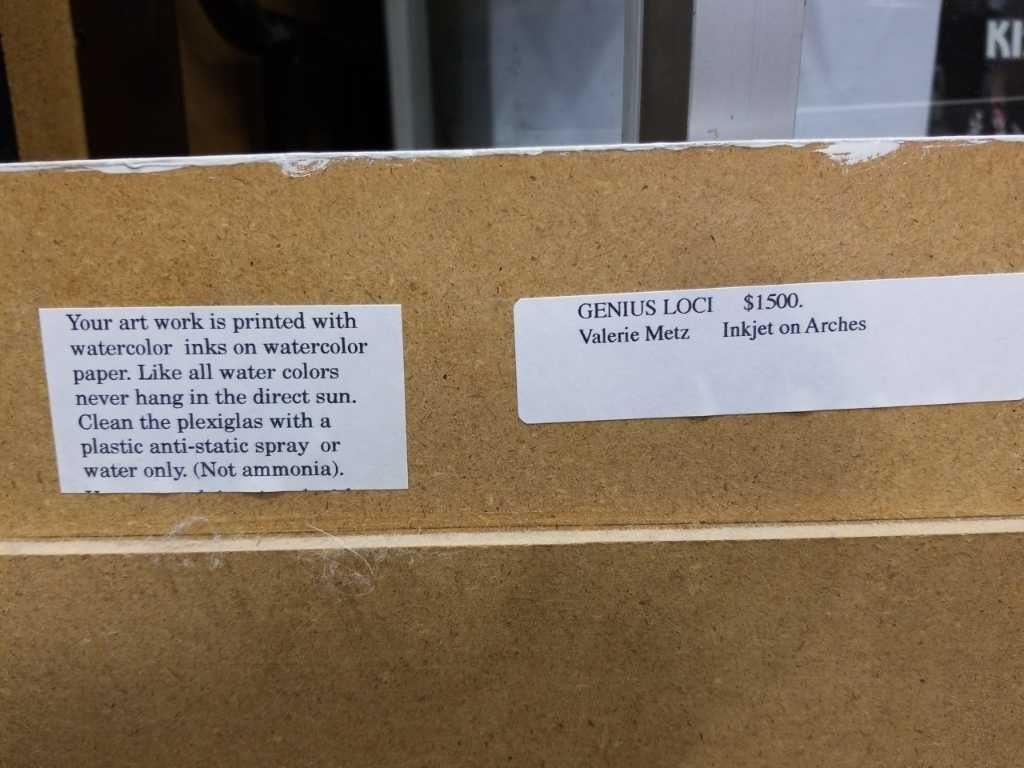 Your art work is printed with
watercolor inks on watercolor
paper. Like all water colors
never hang in the direct sun.
Clean the plexiglas with a
plastic anti-static spray or
water only. (Not ammonia).
GENIUS LOCI $1500.
Valerie Metz Inkjet on Arches